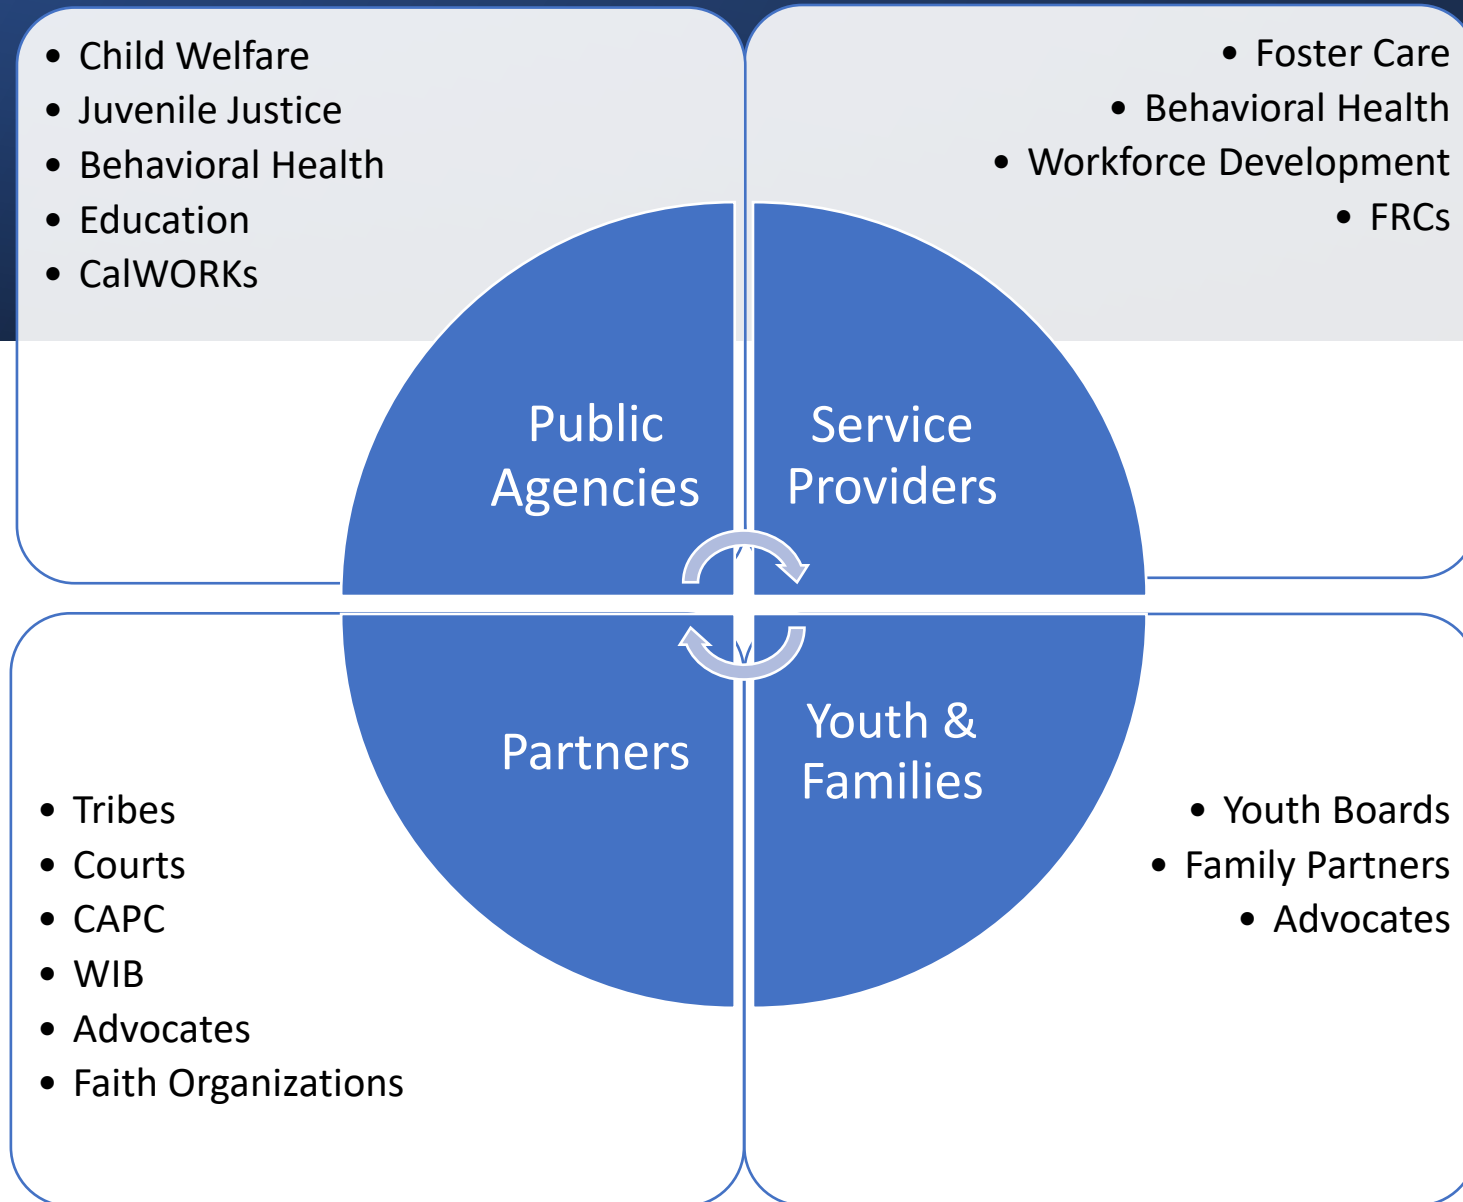 • Child Welfare
• Juvenile Justice
• Behavioral Health
• Education
• CalWORKs
• Foster Care
• Behavioral Health
• Workforce Development
• FRCs
Public
Agencies
Service
Providers
Partners
Youth &
Families
• Tribes
• Courts
• CAPC
• WIB
• Advocates
• Faith Organizations
• Youth Boards
• Family Partners
• Advocates